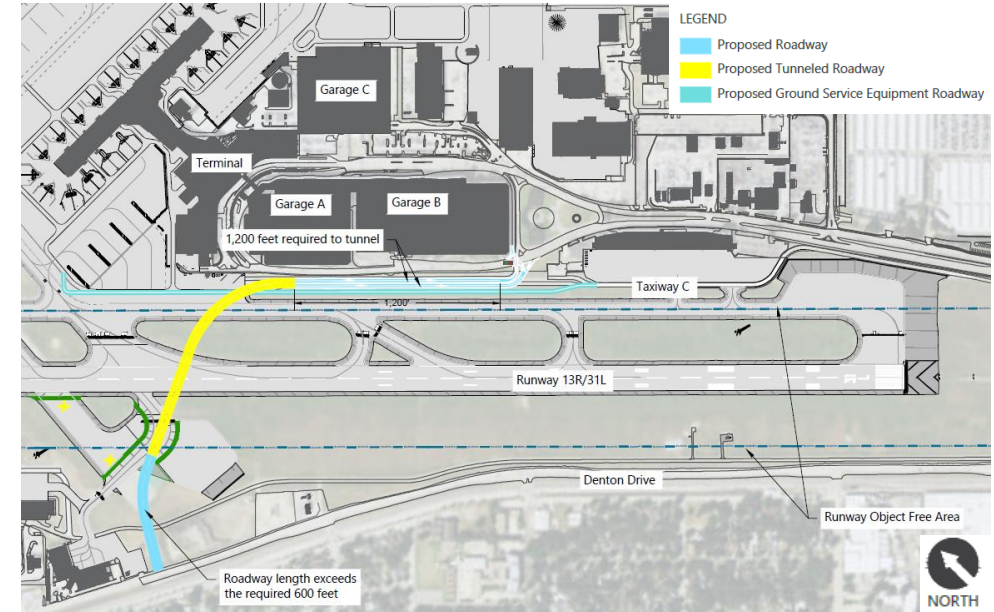 LEGEND
Proposed Roadway
Proposed Tunneled Roadway
Proposed Ground Service Equipment Roadway
Garage C
Terminal
Garage A
Garage B
1,200 feet required to tunnel
Taxiway C
1,200'
Runway 13R/31L
Denton Drive
Runway Object Free Area
Roadway length exceeds
the required 600 feet
NORTH